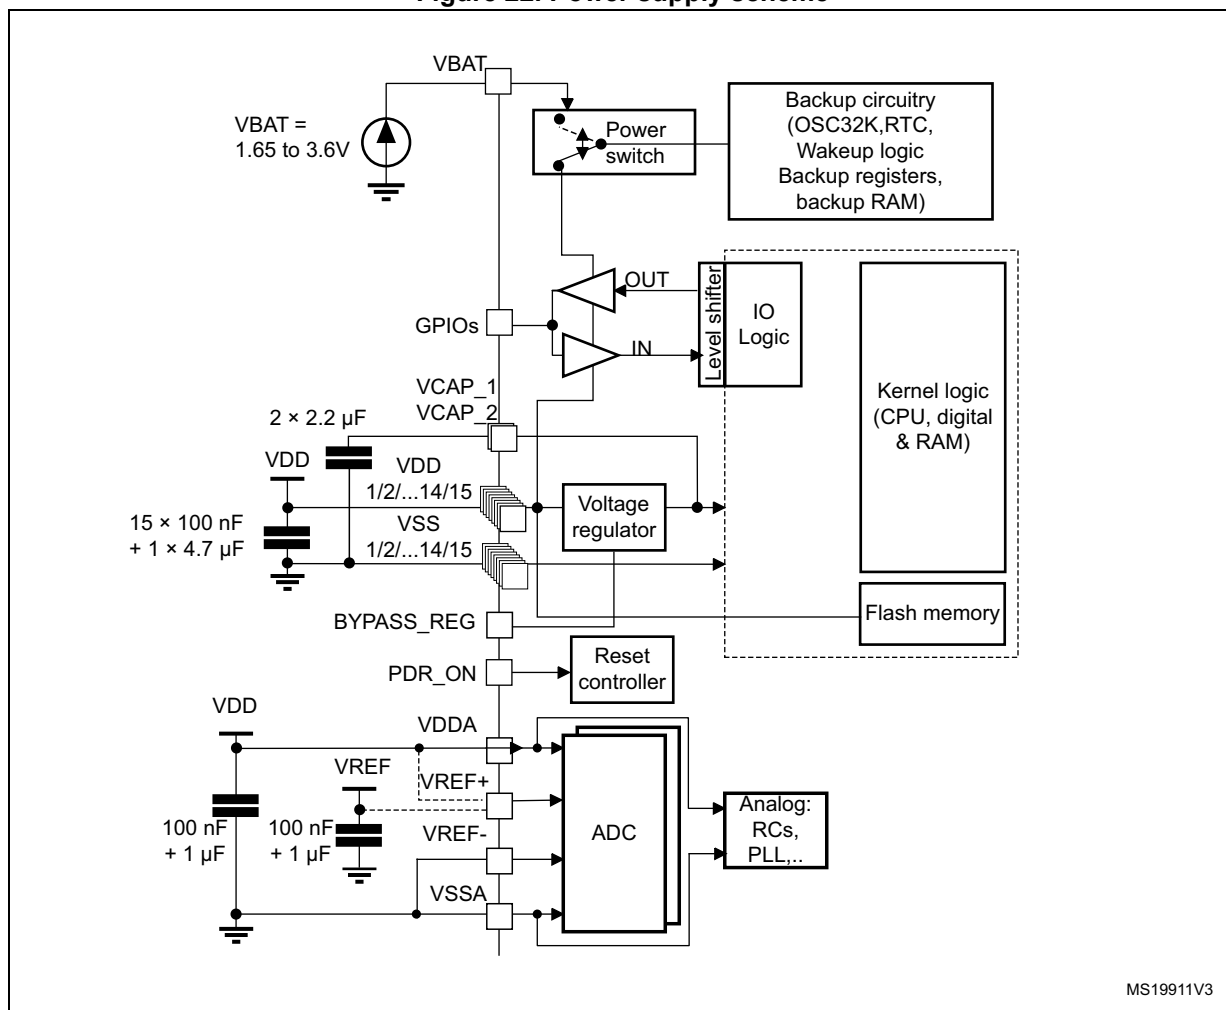 VBAT
VBAT =
1.65 to 3.6V
Power
switch
Backup circuitry
(OSC32K,RTC,
Wakeup logic
Backup registers,
backup RAM)
GPIOs
OUT
IN
Level shifter
IO
Logic
Kernel logic
(CPU, digital
& RAM)
VCAP_1
VCAP_2
2 × 2.2 μF
VDD
VDD
1/2/...14/15
15 × 100 nF
+ 1 × 4.7 μF
VSS
1/2/...14/15
Voltage
regulator
Flash memory
BYPASS_REG
PDR_ON
Reset
controller
VDD
VDDA
VREF
VREF+
100 nF
+ 1 μF
100 nF
+ 1 μF
VREF-
VSSA
ADC
Analog:
RCs,
PLL,..
MS19911V3